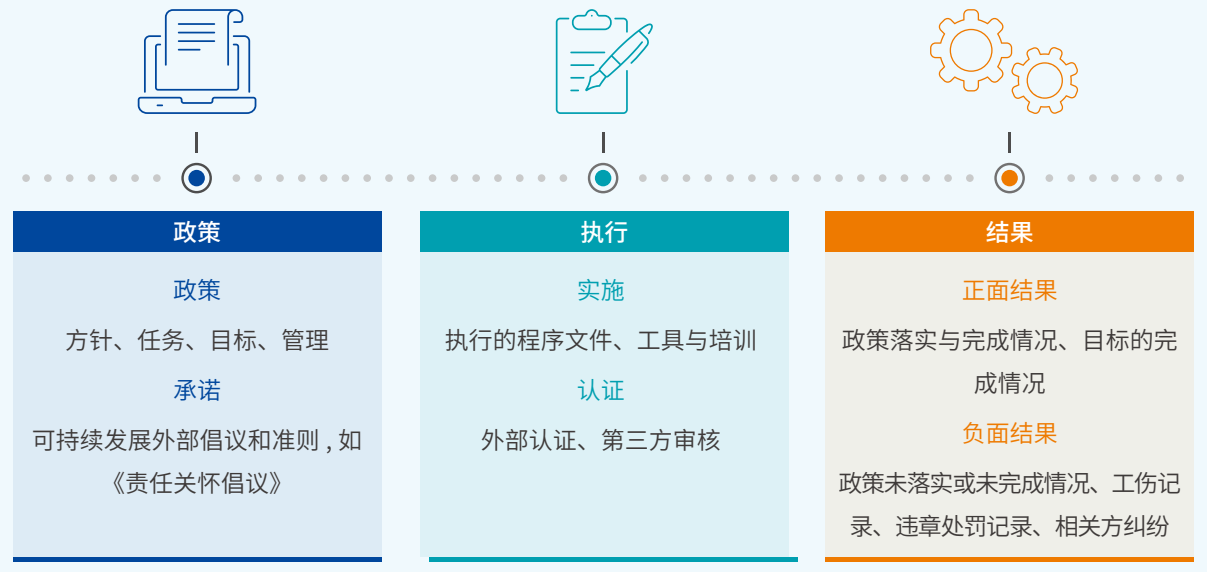 政策
政策
方针、任务、目标、管理
承诺
可持续发展外部倡议和准则 , 如
《责任关怀倡议》
执行
实施
执行的程序文件、工具与培训
认证
外部认证、第三方审核
结果
正面结果
政策落实与完成情况、目标的完
成情况
负面结果
政策未落实或未完成情况、工伤记
录、违章处罚记录、相关方纠纷